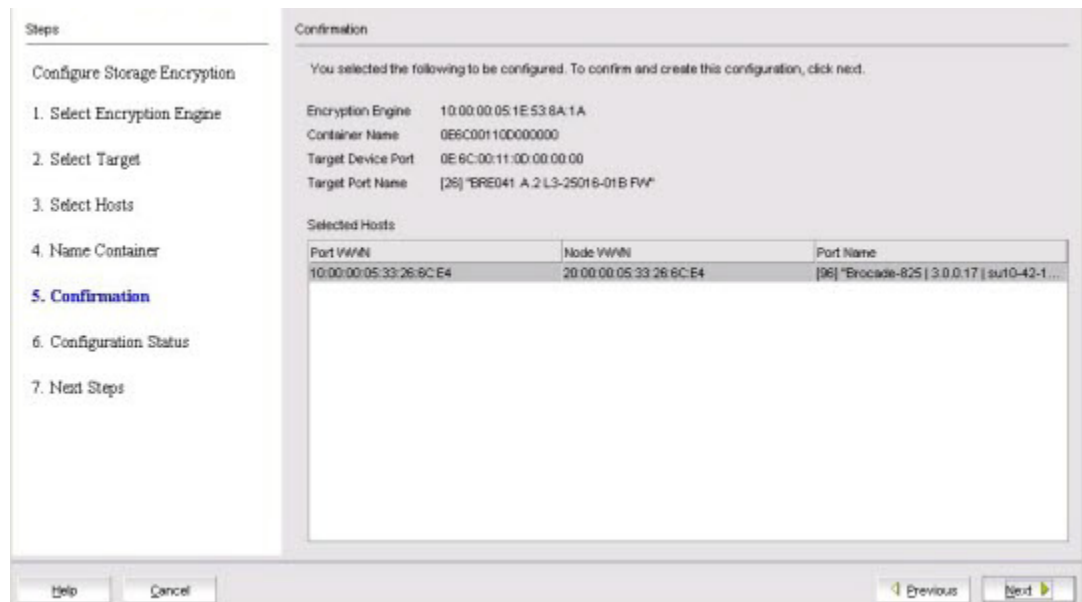 Steps
Configure Storage Encryption
1. Select Encryption Engine
2. Select Target
3. Select Hosts
4. Name Container
5. Confirmation
6. Configuration Status
7. Next Steps
Confirmation
You selected the following to be configured. To confirm and create this configuration, click next.
Encryption Engine 10:00:00:05:1E:53:8A:1A
Container Name 0E6C00110D000000
Target Device Port 0E:6C:00:11:0D:00:00:00
Target Port Name [26] "BRE041 A.2 L3-25016-01B FW"
Selected Hosts
Port WWN Node WWN Port Name
10:00:00:05:33:26:6C:E4 20:00:00:05:33:26:6C:E4 [96] "Brocade-825 | 3.0.0.17 | su10-42-1...
Help Cancel Previous Next